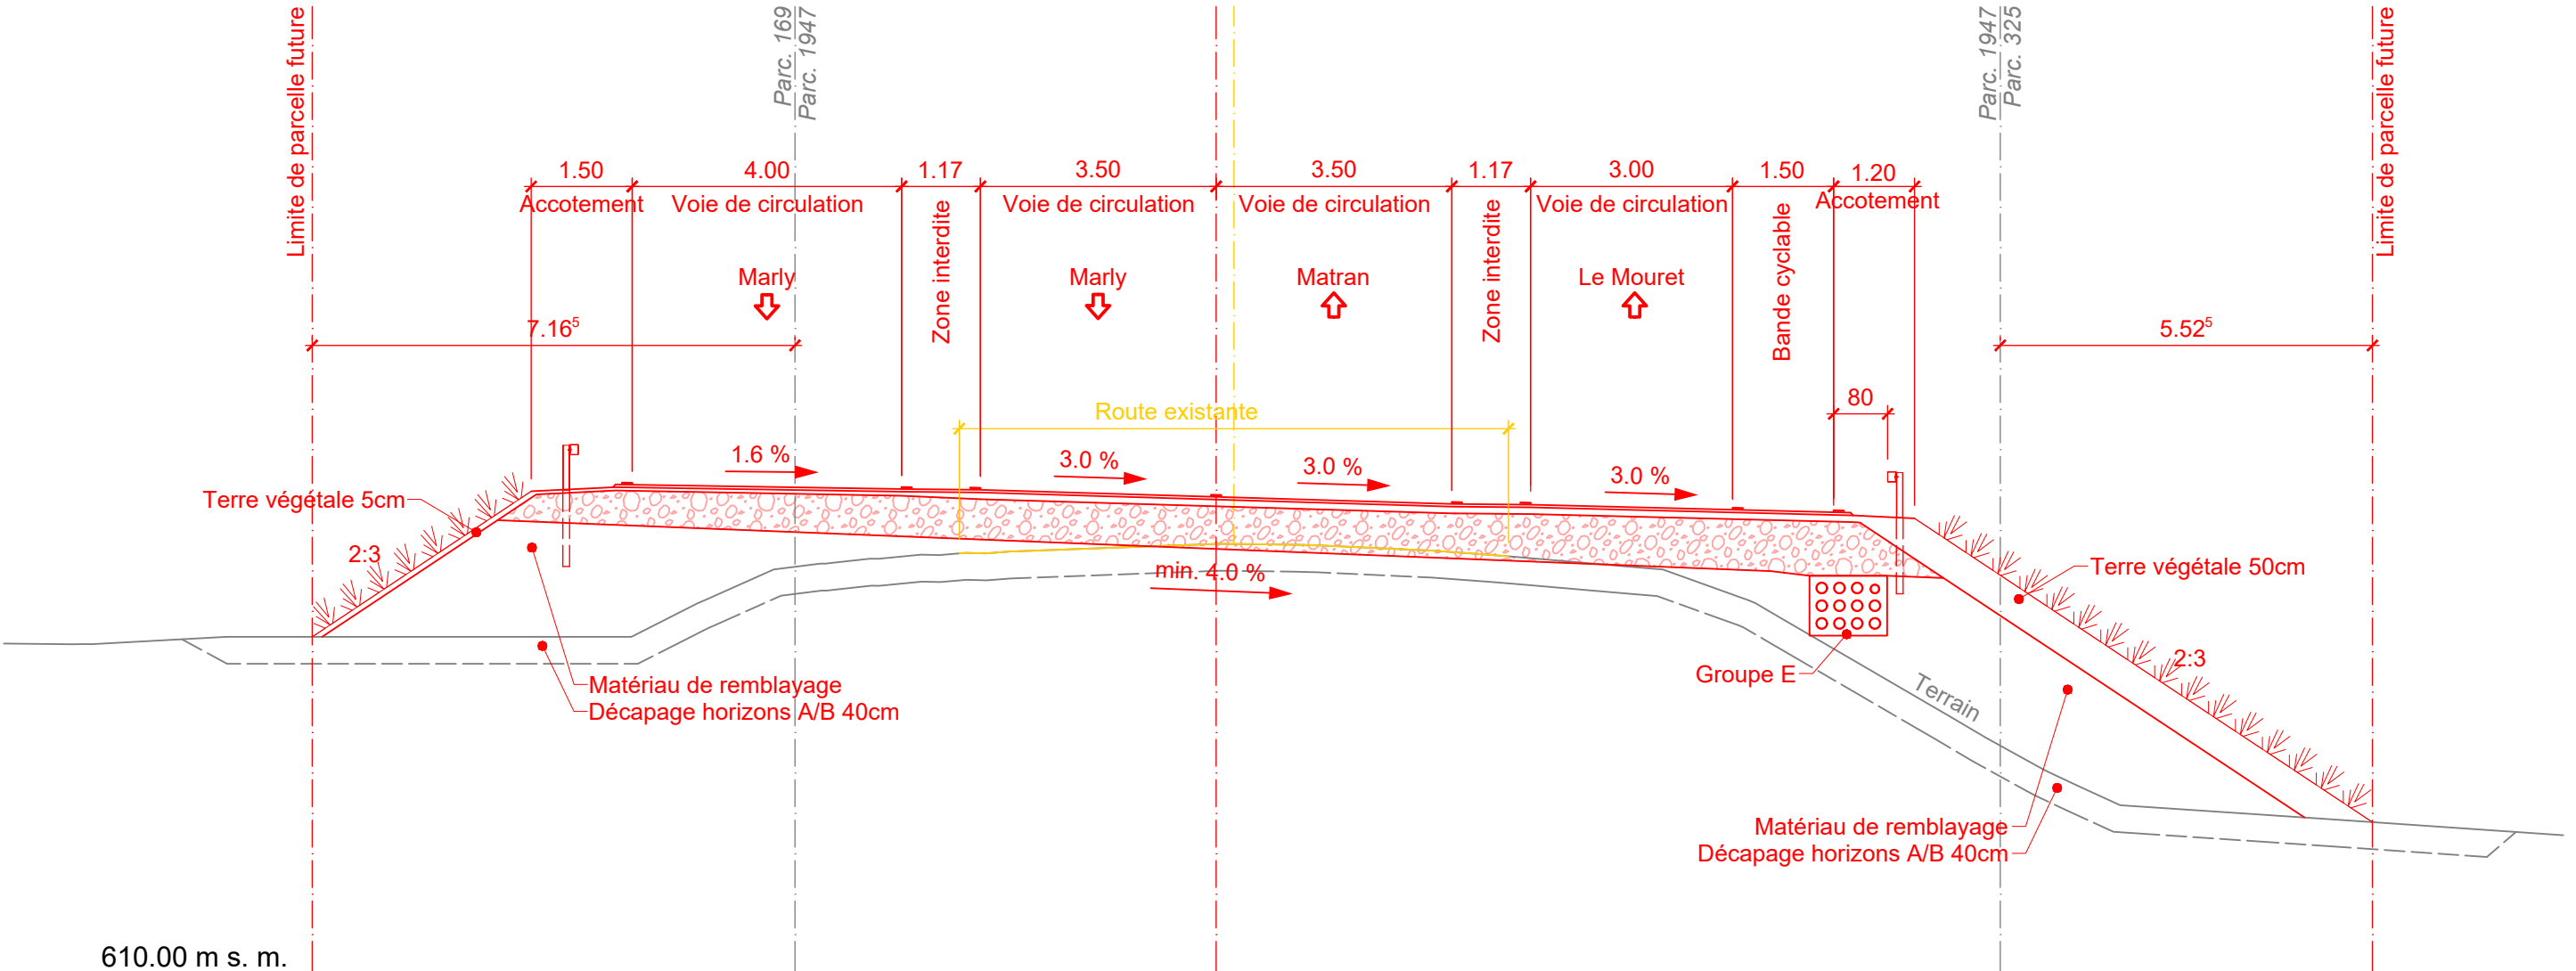 Limite de parcelle future
Parc. 169
Parc. 1947
Parc. 1947
Parc. 325
Limite de parcelle future
1.50
4.00
1.17
3.50
3.50
1.17
3.00
1.50
1.20
Accotement
Voie de circulation
Zone interdite
Voie de circulation
Voie de circulation
Zone interdite
Voie de circulation
Bande cyclable
Accotement
Marly
Marly
Matran
Le Mouret
7.16⁵
5.52⁵
80
Route existante
1.6 %
3.0 %
3.0 %
3.0 %
Terre végétale 5cm
2:3
min. 4.0 %
Terre végétale 50cm
2:3
Groupe E
Terrain
Matériau de remblayage
Décapage horizons A/B 40cm
Matériau de remblayage
Décapage horizons A/B 40cm
610.00 m s. m.